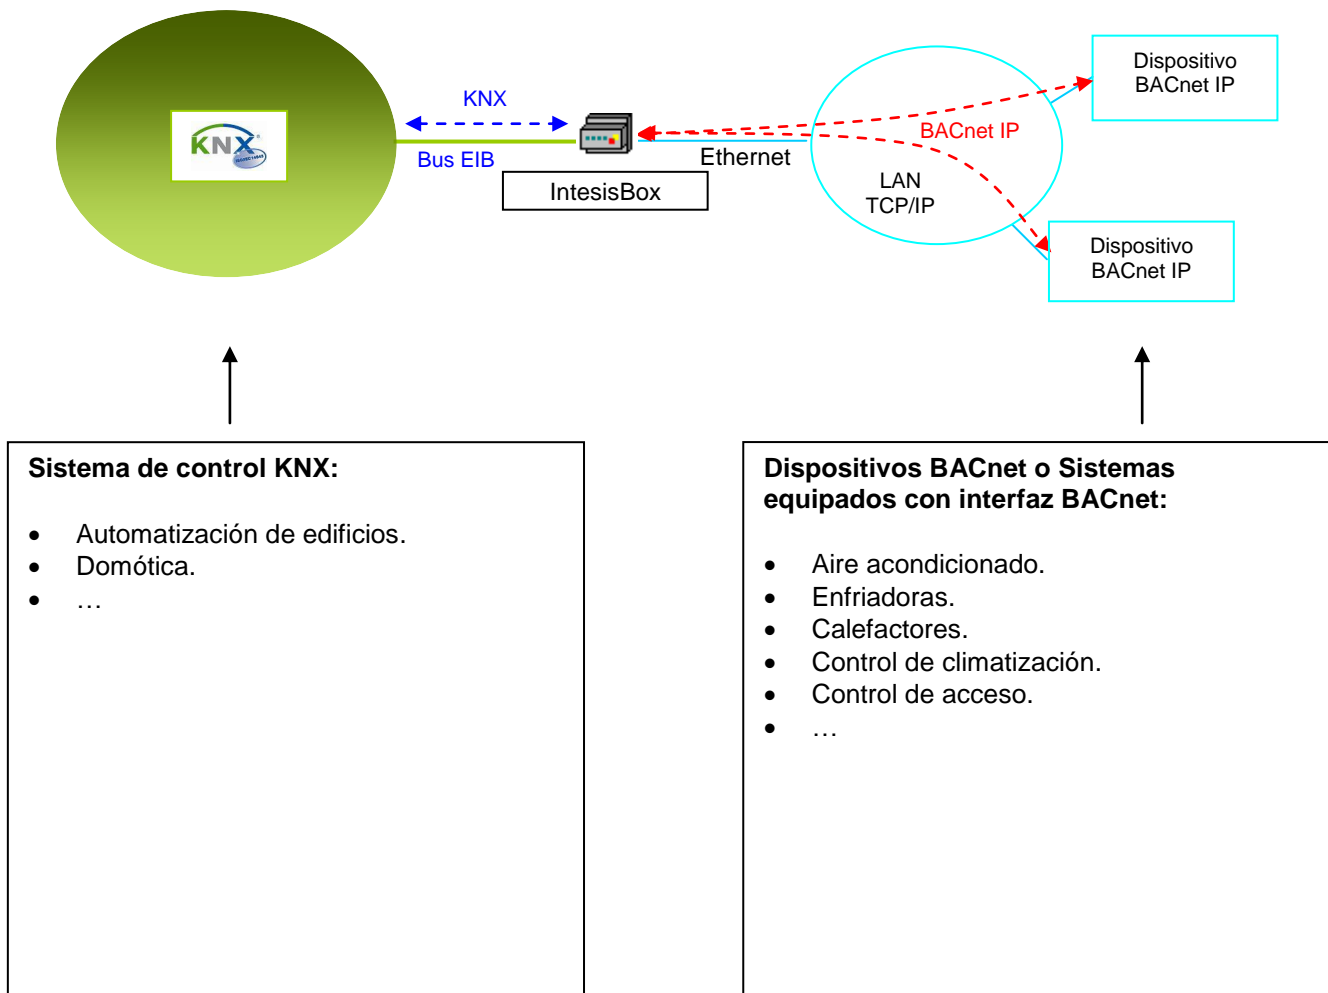 KNX
KNX
Bus EIB
IntesisBox
Ethernet
BACnet IP
LAN
TCP/IP
Dispositivo
BACnet IP
Dispositivo
BACnet IP
Sistema de control KNX:
• Automatización de edificios.
• Domótica.
• …
Dispositivos BACnet o Sistemas
equipados con interfaz BACnet:
• Aire acondicionado.
• Enfriadoras.
• Calefactores.
• Control de climatización.
• Control de acceso.
• …